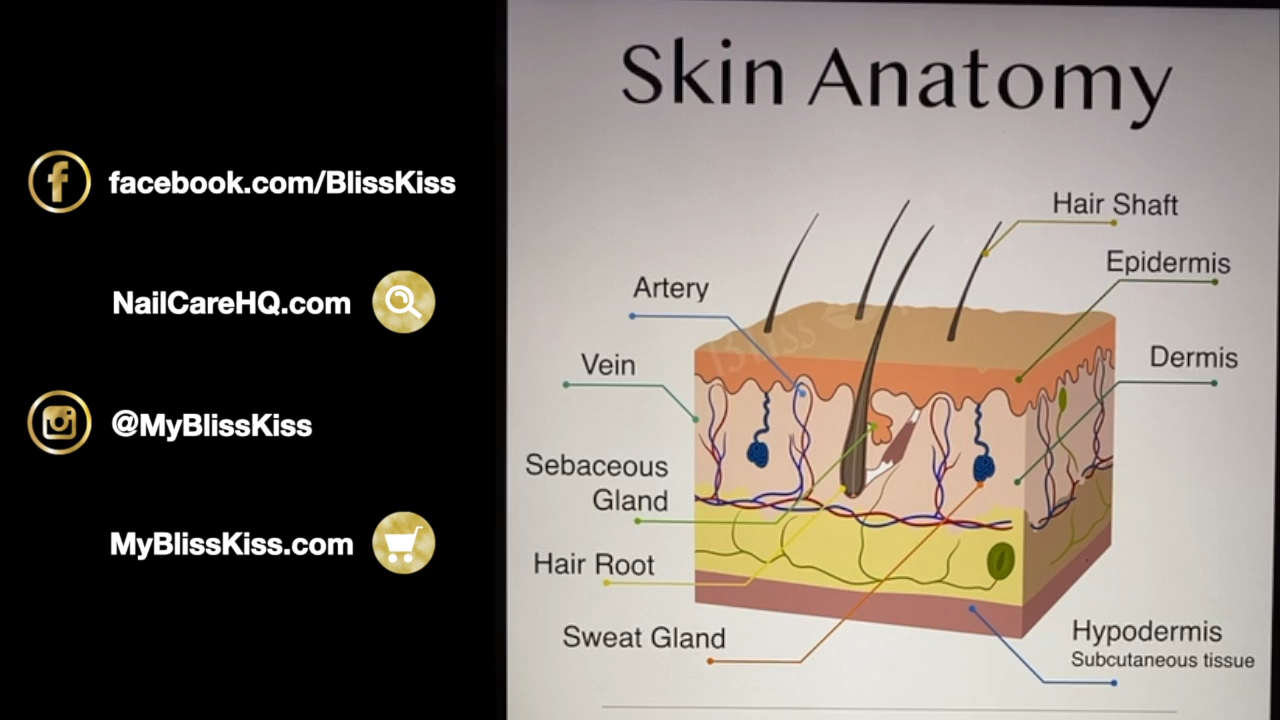 facebook.com/BlissKiss
NailCareHQ.com
@MyBlissKiss
MyBlissKiss.com
Skin Anatomy
Hair Shaft
Epidermis
Artery
Dermis
Vein
Bliss
Sebaceous
Gland
Hair Root
Sweat Gland
Hypodermis
Subcutaneous tissue